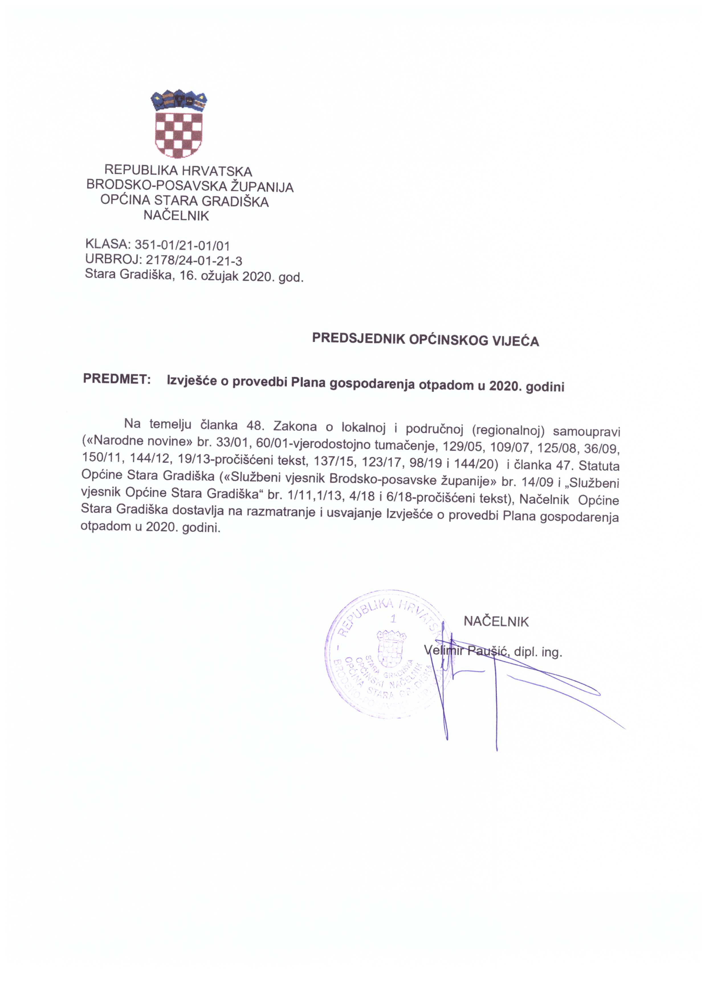 REPUBLIKA HRVATSKA
BRODSKO-POSAVSKA ŽUPANIJA
OPĆINA STARA GRADIŠKA
NAČELNIK
KLASA: 351-01/21-01/01
URBROJ: 2178/24-01-21-3
Stara Gradiška, 16. ožujak 2020. god.
PREDSJEDNIK OPĆINSKOG VIJEĆA
PREDMET: Izvješće o provedbi Plana gospodarenja otpadom u 2020. godini
Na temelju članka 48. Zakona o lokalnoj i područnoj (regionalnoj) samoupravi
(«Narodne novine» br. 33/01, 60/01-vjerodostojno tumačenje, 129/05, 109/07, 125/08, 36/09,
150/11, 144/12, 19/13-pročišćeni tekst, 137/15, 123/17, 98/19 i 144/20) i članka 47. Statuta
Općine Stara Gradiška («Službeni vjesnik Brodsko-posavske županije» br. 14/09 i „Službeni
vjesnik Općine Stara Gradiška“ br. 1/11,1/13, 4/18 i 6/18-pročišćeni tekst), Načelnik Općine
Stara Gradiška dostavlja na razmatranje i usvajanje Izvješće o provedbi Plana gospodarenja
otpadom u 2020. godini.
NAČELNIK
Velimir Paušić, dipl. ing.
- REPUBLIKA HRVATSKA
1
STARA GRADIŠKA
OPĆINSKI NAČELNIK
OPĆINA STARA GRADIŠKA
BRODSKO-POSAVSKA